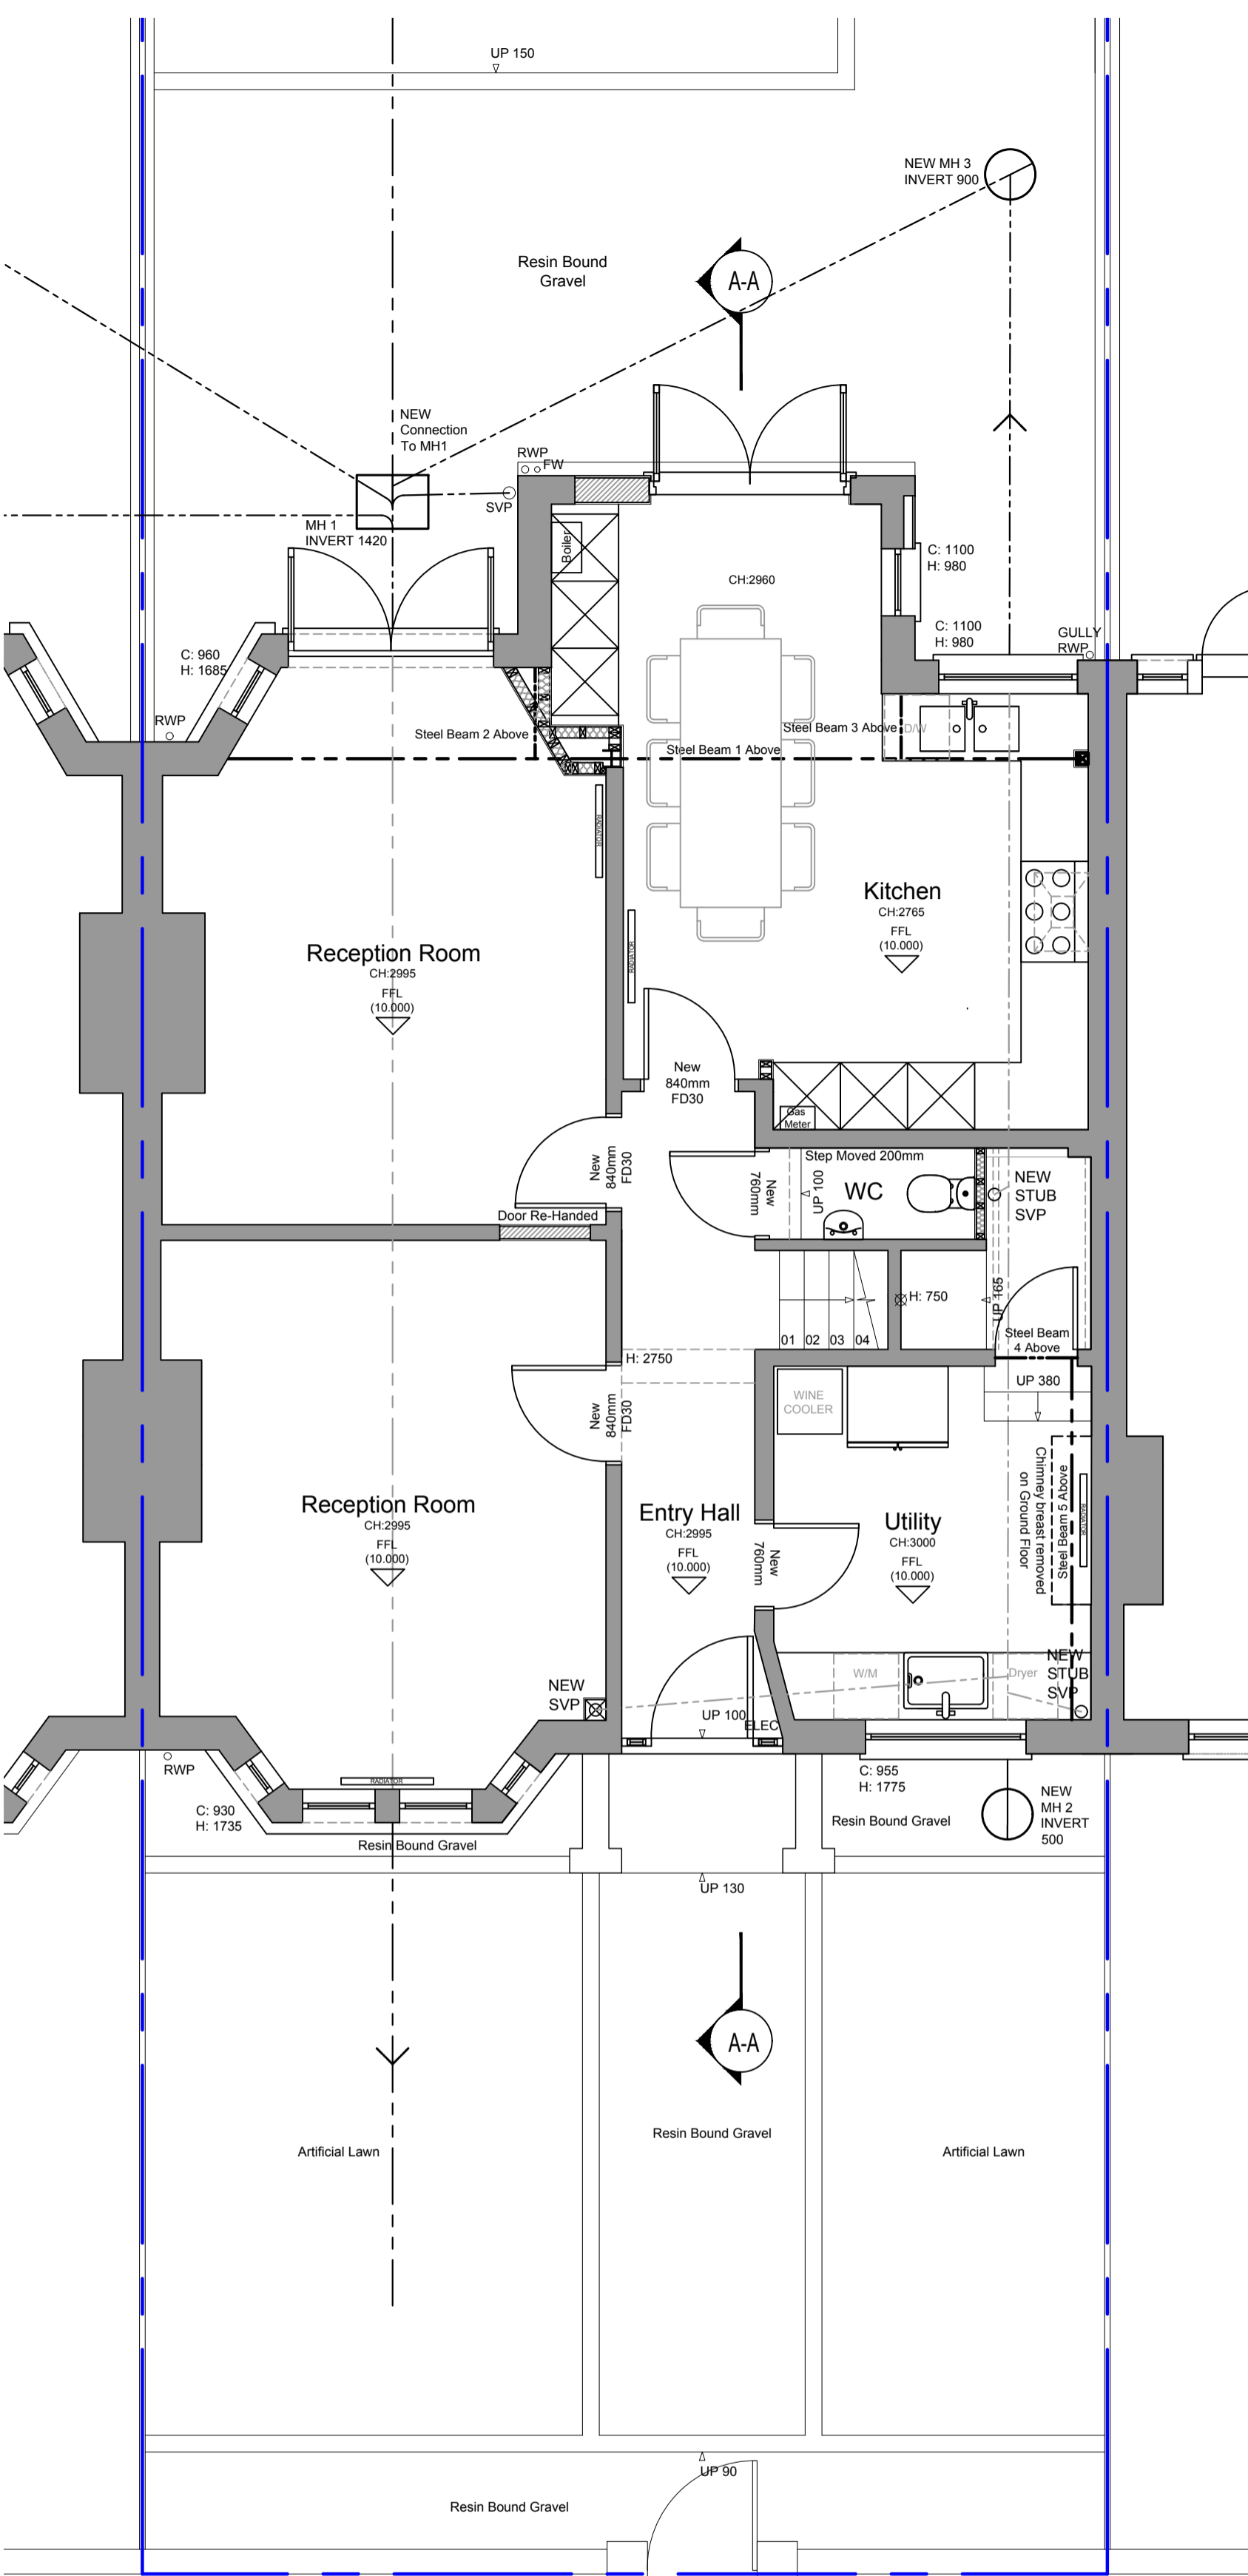 UP 150
NEW MH 3
INVERT 900
Resin Bound
Gravel
A-A
NEW
Connection
To MH1
RWP
FW
SVP
MH 1
INVERT 1420
Boiler
C: 1100
H: 980
CH:2960
C: 1100
H: 980
GULLY
RWP
C: 960
H: 1685
RWP
Steel Beam 2 Above
Steel Beam 3 Above
D/W
Steel Beam 1 Above
RADIATOR
Kitchen
CH:2765
FFL
(10.000)
RADIATOR
Reception Room
CH:2995
FFL
(10.000)
New
840mm
FD30
Gas
Meter
New
840mm
FD30
Step Moved 200mm
New
760mm
UP 100
WC
NEW
STUB
SVP
Door Re-Handed
H: 750
UP 165
01
02
03
04
Steel Beam
4 Above
H: 2750
UP 380
WINE
COOLER
New
840mm
FD30
Steel Beam 5 Above
Chimney breast removed
on Ground Floor
RADIATOR
Reception Room
CH:2995
FFL
(10.000)
Entry Hall
CH:2995
FFL
(10.000)
New
760mm
Utility
CH:3000
FFL
(10.000)
NEW
SVP
W/M
Dryer
NEW
STUB
SVP
UP 100
ELEC
RWP
RADIATOR
C: 955
H: 1775
NEW
MH 2
INVERT
500
C: 930
H: 1735
Resin Bound Gravel
Resin Bound Gravel
UP 130
A-A
Resin Bound Gravel
Artificial Lawn
Artificial Lawn
UP 90
Resin Bound Gravel